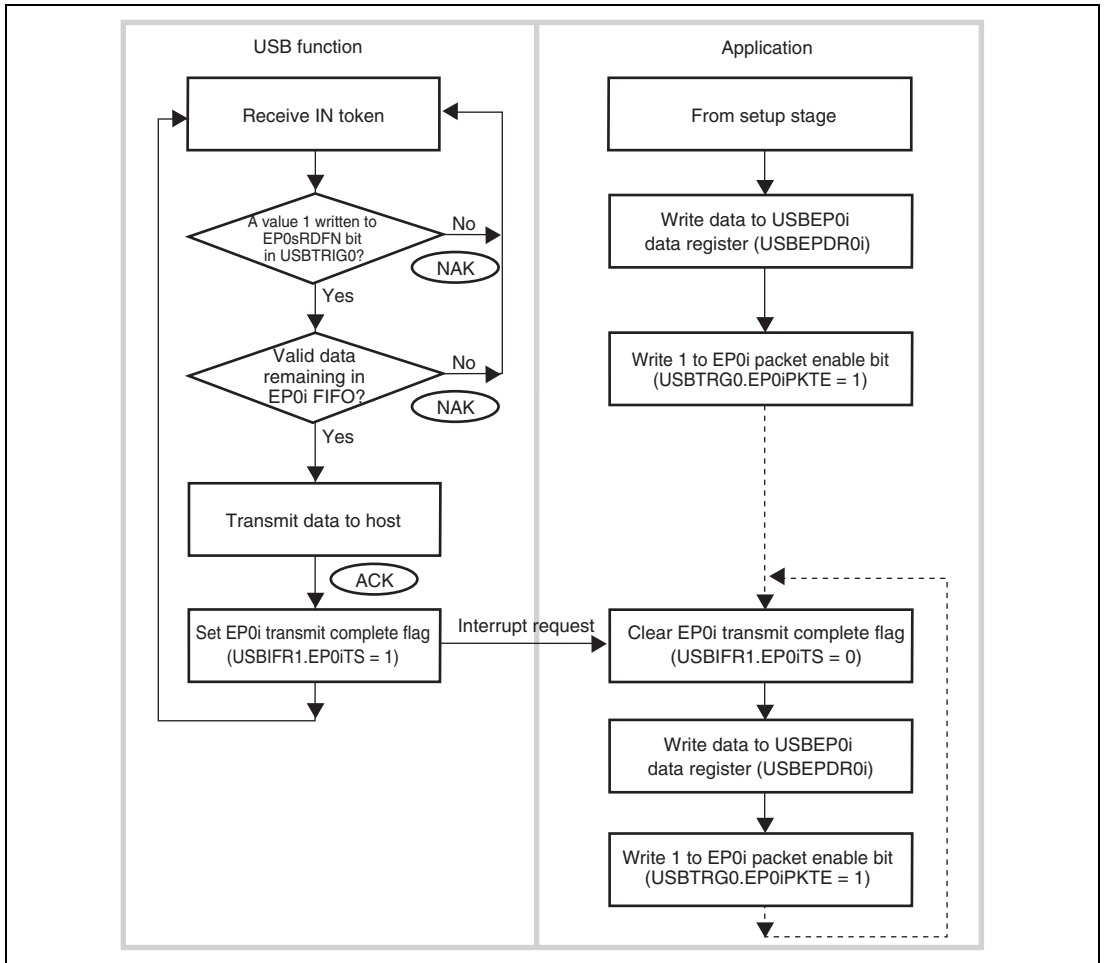 USB function
Receive IN token
A value 1 written to
EP0sRDFN bit
in USBTRIG0?
No
NAK
Yes
Valid data
remaining in
EP0i FIFO?
No
NAK
Yes
Transmit data to host
ACK
Set EP0i transmit complete flag
(USBIFR1.EP0iTS = 1)
Interrupt request
Application
From setup stage
Write data to USBEP0i
data register (USBEPDR0i)
Write 1 to EP0i packet enable bit
(USBTRG0.EP0iPKTE = 1)
Clear EP0i transmit complete flag
(USBIFR1.EP0iTS = 0)
Write data to USBEP0i
data register (USBEPDR0i)
Write 1 to EP0i packet enable bit
(USBTRG0.EP0iPKTE = 1)